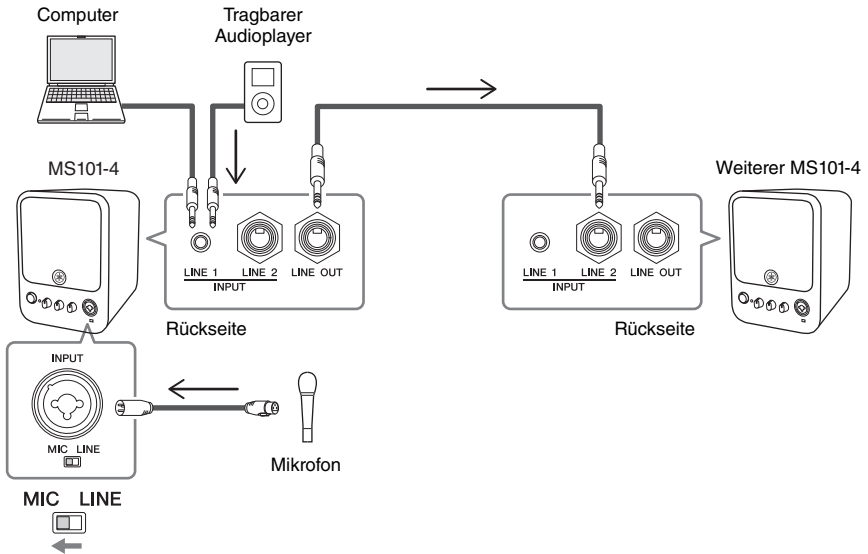 Computer
Tragbarer
Audioplayer
MS101-4
Weiterer MS101-4
LINE 1 LINE 2 LINE OUT
INPUT
LINE 1 LINE 2 LINE OUT
INPUT
Rückseite
Rückseite
INPUT
MIC LINE
Mikrofon
MIC LINE